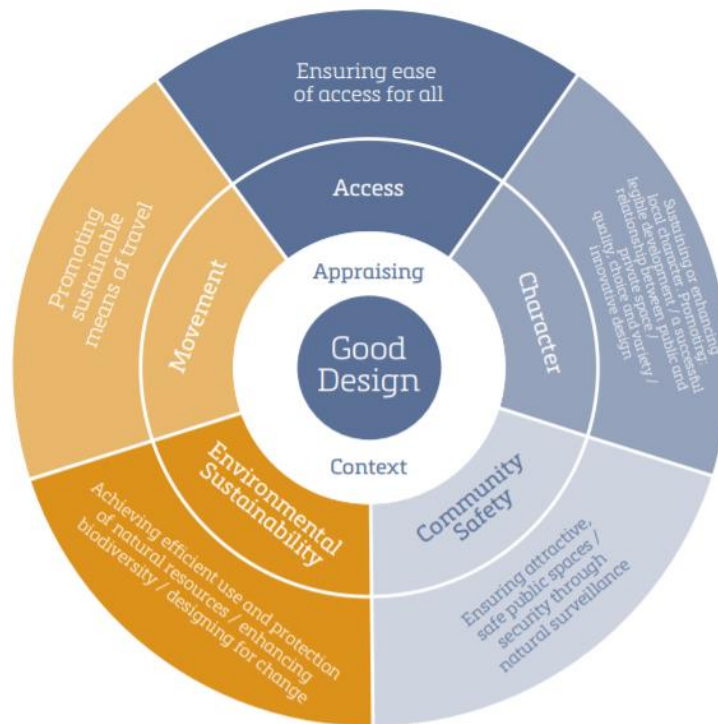 Ensuring ease
of access for all
Access
Sustaining or enhancing
local character. Promoting
legible development / a successful
relationship between public and
private space /
quality, choice and variety /
innovative design
Character
Ensuring attractive,
safe public spaces /
security through
natural surveillance
Community
Safety
Achieving efficient use and protection
of natural resources / enhancing
biodiversity / designing for change
Environmental
Sustainability
Promoting
sustainable
means of travel
Movement
Appraising
Good
Design
Context